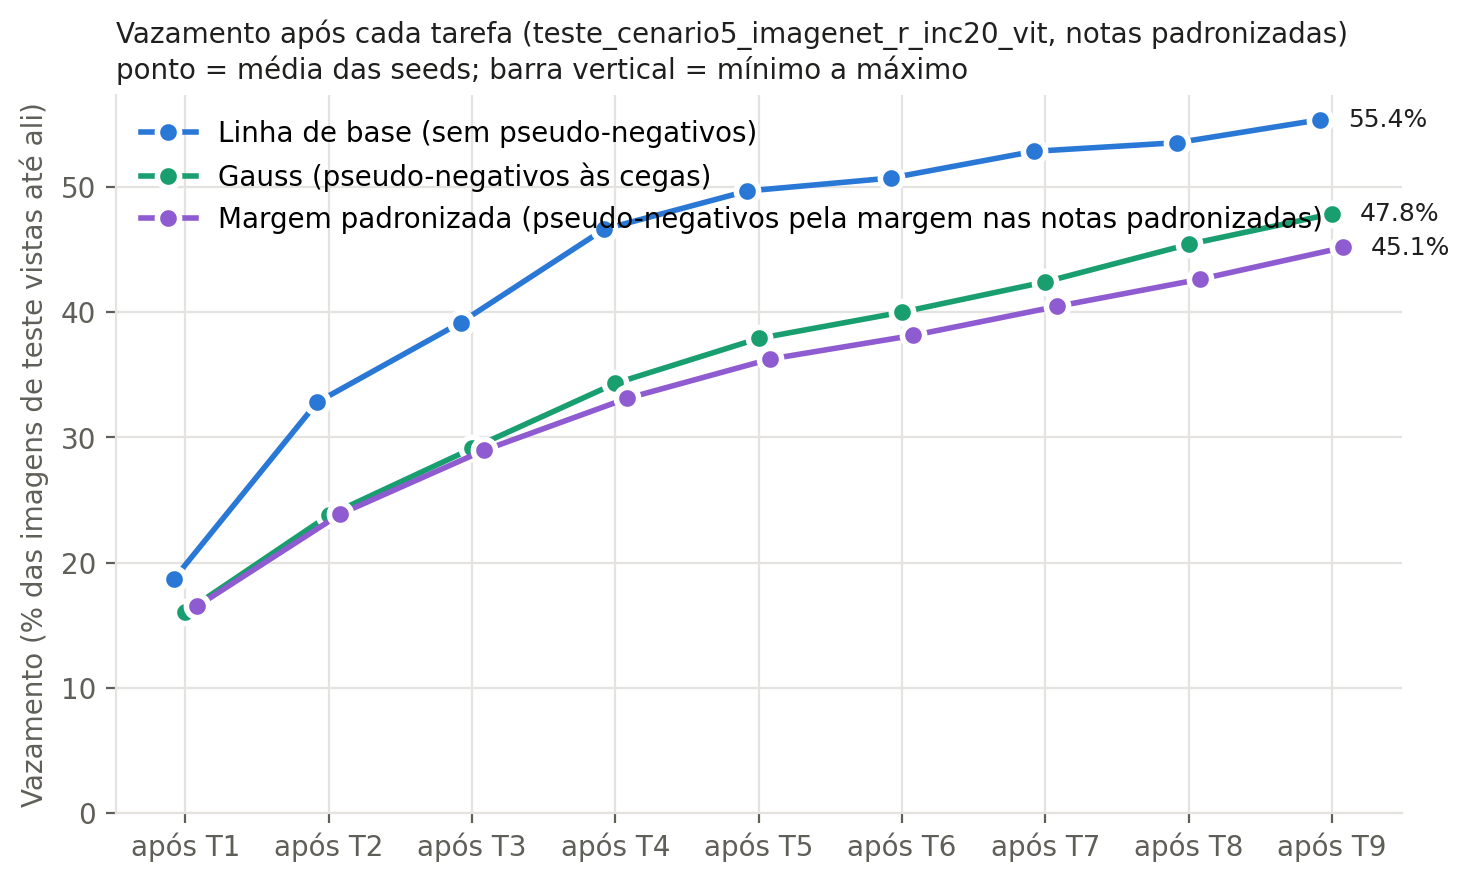 Vazamento após cada tarefa (teste_cenario5_imagenet_r_inc20_vit, notas padronizadas)
ponto = média das seeds; barra vertical = mínimo a máximo
Vazamento (% das imagens de teste vistas até ali)
Linha de base (sem pseudo-negativos)
Gauss (pseudo-negativos às cegas)
Margem padronizada (pseudo-negativos pela margem nas notas padronizadas)
55.4%
47.8%
45.1%
50
40
30
20
10
0
após T1 após T2 após T3 após T4 após T5 após T6 após T7 após T8 após T9